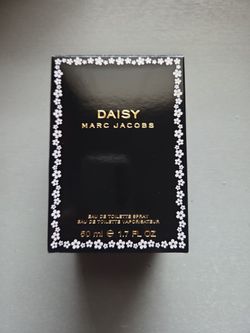 DAISY
MARC JACOBS
EAU DE TOILETTE SPRAY
EAU DE TOILETTE VAPORISATEUR
50 ml ℮ 1.7 FL OZ